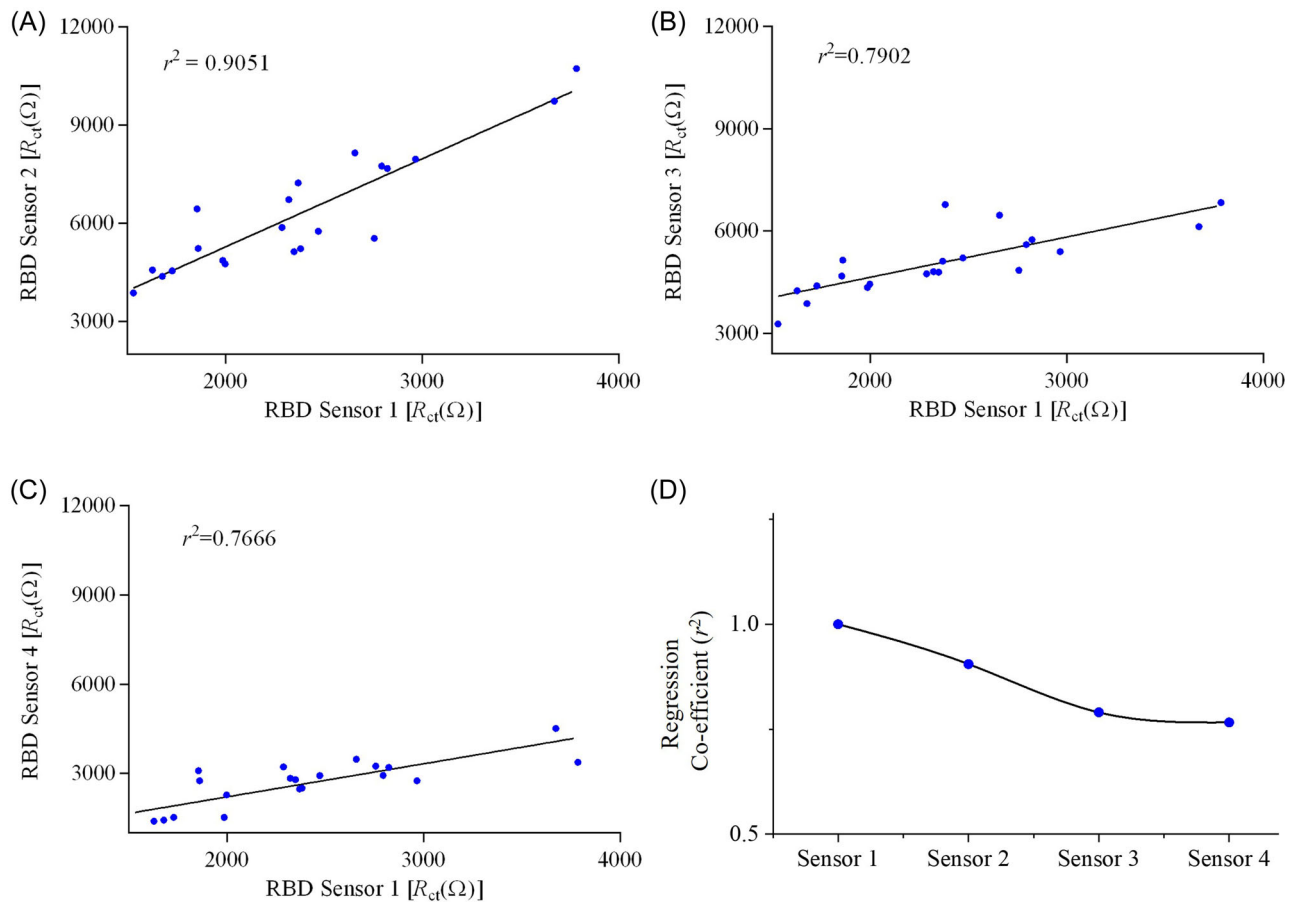 (A)
12000
9000
6000
3000
r² = 0.9051
RBD Sensor 2 [Rct(Ω)]
2000 3000 4000
RBD Sensor 1 [Rct(Ω)]
(B)
12000
9000
6000
3000
r²=0.7902
RBD Sensor 3 [Rct(Ω)]
2000 3000 4000
RBD Sensor 1 [Rct(Ω)]
(C)
12000
9000
6000
3000
r²=0.7666
RBD Sensor 4 [Rct(Ω)]
2000 3000 4000
RBD Sensor 1 [Rct(Ω)]
(D)
1.0
0.5
Regression
Co-efficient (r²)
Sensor 1 Sensor 2 Sensor 3 Sensor 4